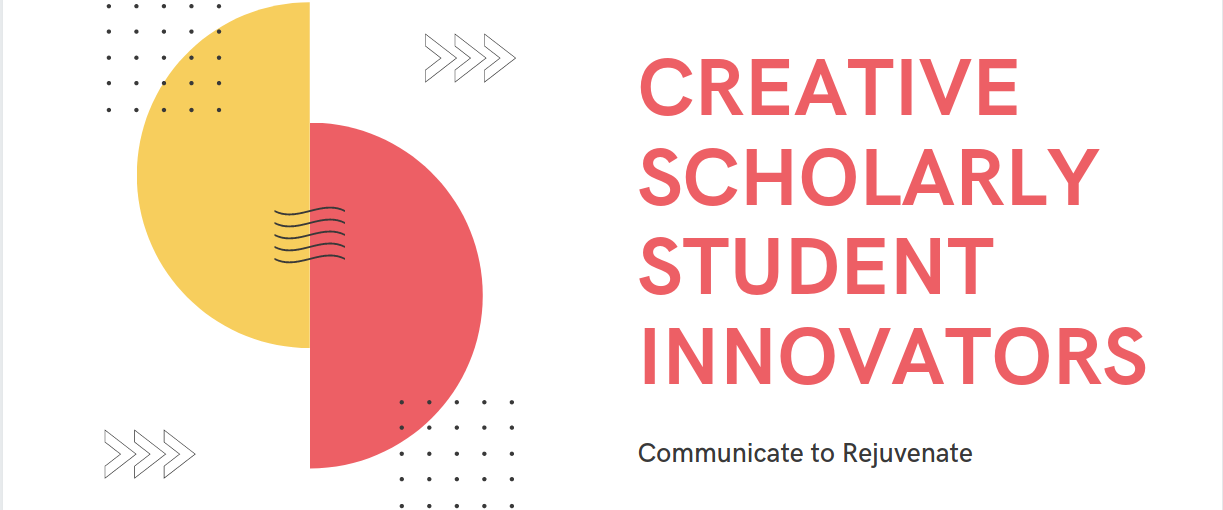 CREATIVE
SCHOLARLY
STUDENT
INNOVATORS
Communicate to Rejuvenate